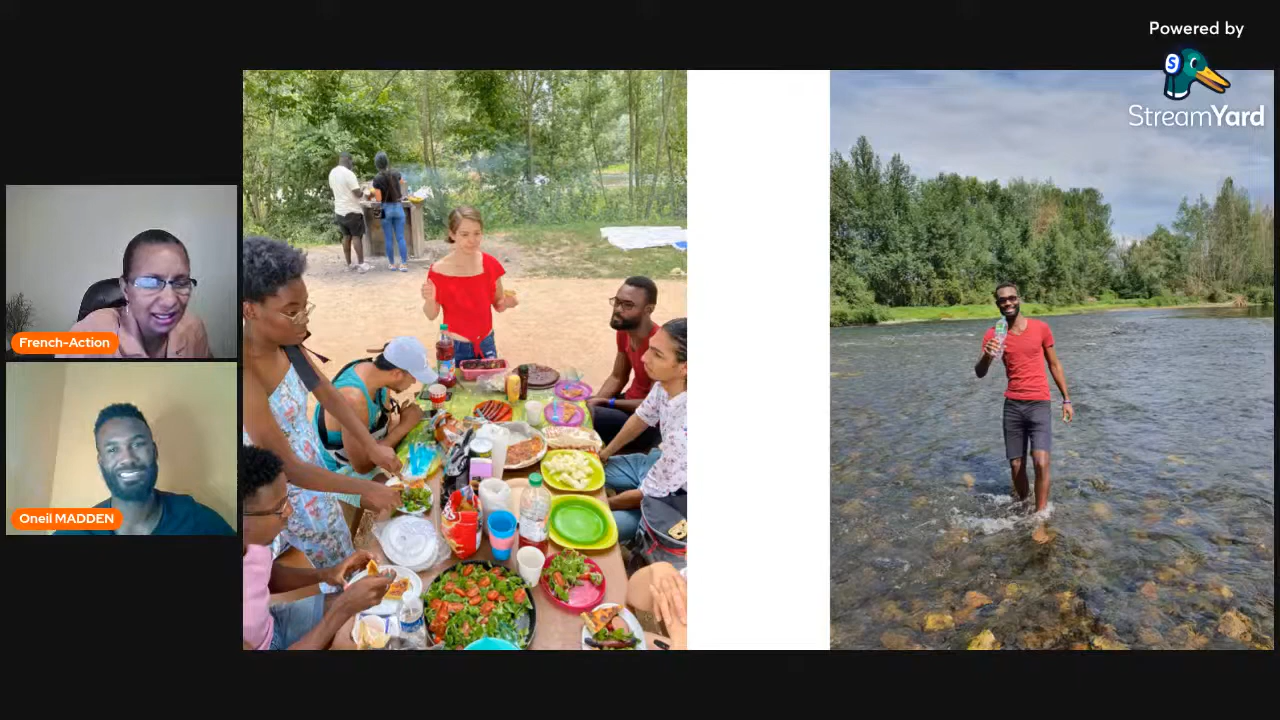 Powered by
S
StreamYard
French-Action
Oneil MADDEN